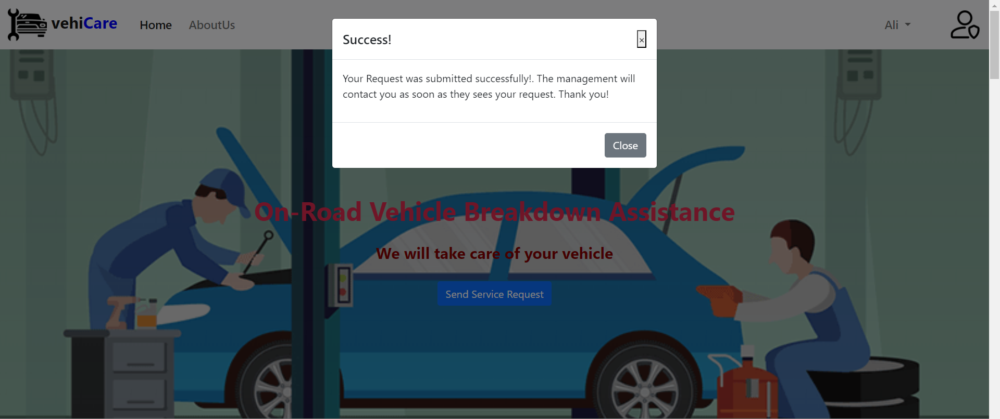 vehiCare
Home
AboutUs
Ali
Success!
×
Your Request was submitted successfully!. The management will
contact you as soon as they sees your request. Thank you!
Close
On-Road Vehicle Breakdown Assistance
We will take care of your vehicle
Send Service Request